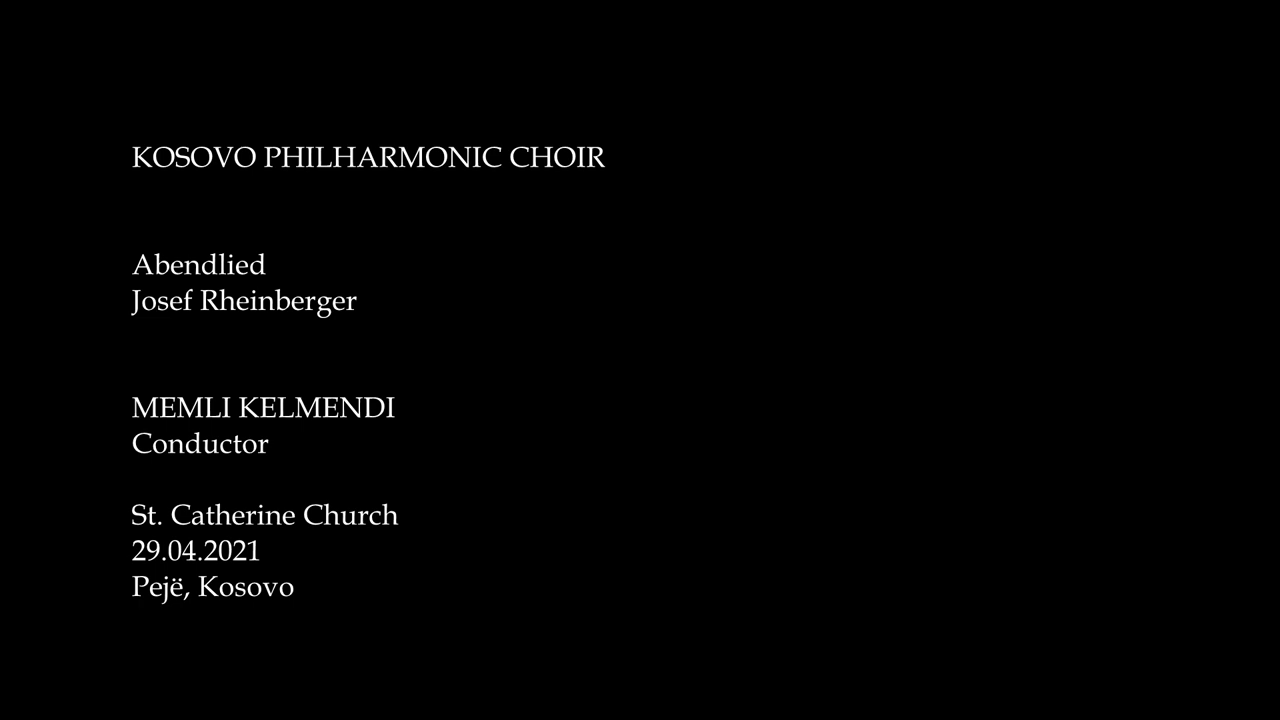 KOSOVO PHILHARMONIC CHOIR
Abendlied
Josef Rheinberger
MEMLI KELMENDI
Conductor
St. Catherine Church
29.04.2021
Pejë, Kosovo